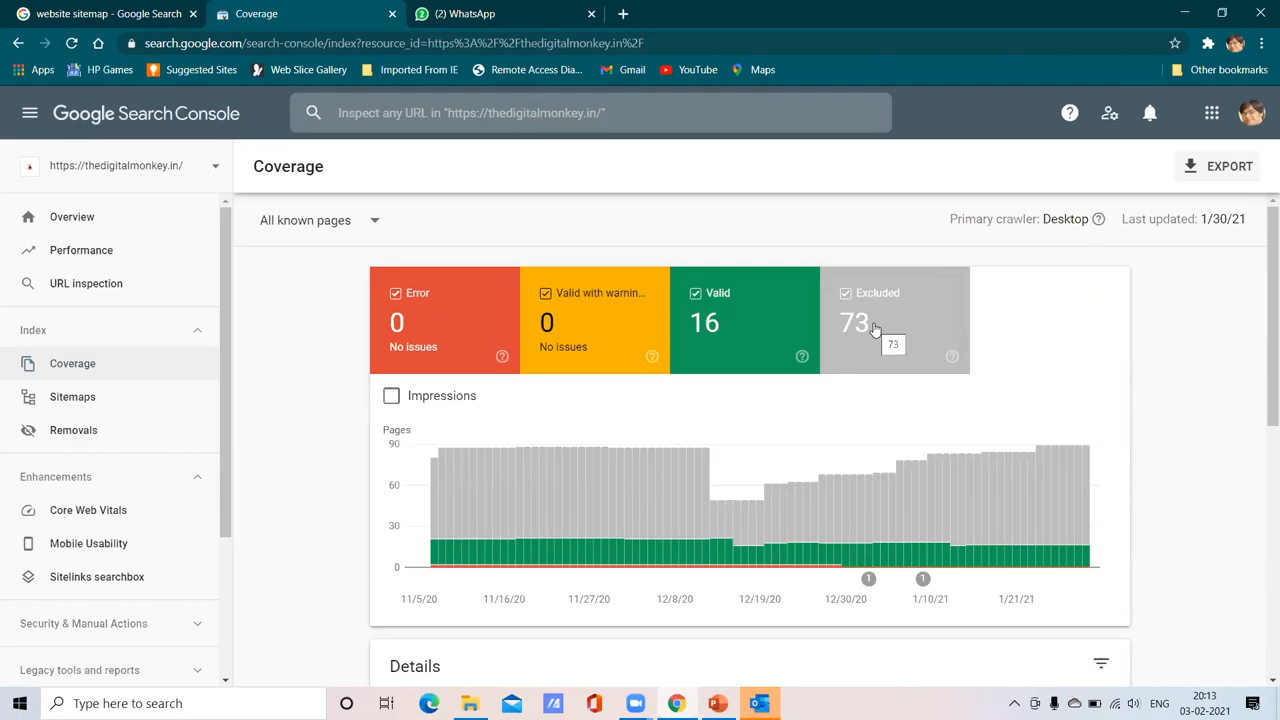 website sitemap - Google Search
Coverage
(2) WhatsApp
search.google.com/search-console/index?resource_id=https%3A%2F%2Fthedigitalmonkey.in%2F
Apps
HP Games
Suggested Sites
Web Slice Gallery
Imported From IE
Remote Access Dia...
Gmail
YouTube
Maps
Other bookmarks
Google Search Console
Inspect any URL in "https://thedigitalmonkey.in/"
https://thedigitalmonkey.in/
Coverage
EXPORT
Overview
Performance
URL inspection
Index
Coverage
Sitemaps
Removals
Enhancements
Core Web Vitals
Mobile Usability
Sitelinks searchbox
Security & Manual Actions
Legacy tools and reports
All known pages
Primary crawler: Desktop
Last updated: 1/30/21
Error
0
No issues
Valid with warnin...
0
No issues
Valid
16
Excluded
73
73
Impressions
Pages
90
60
30
0
1
1
11/5/20
11/16/20
11/27/20
12/8/20
12/19/20
12/30/20
1/10/21
1/21/21
Details
Type here to search
20:13
03-02-2021